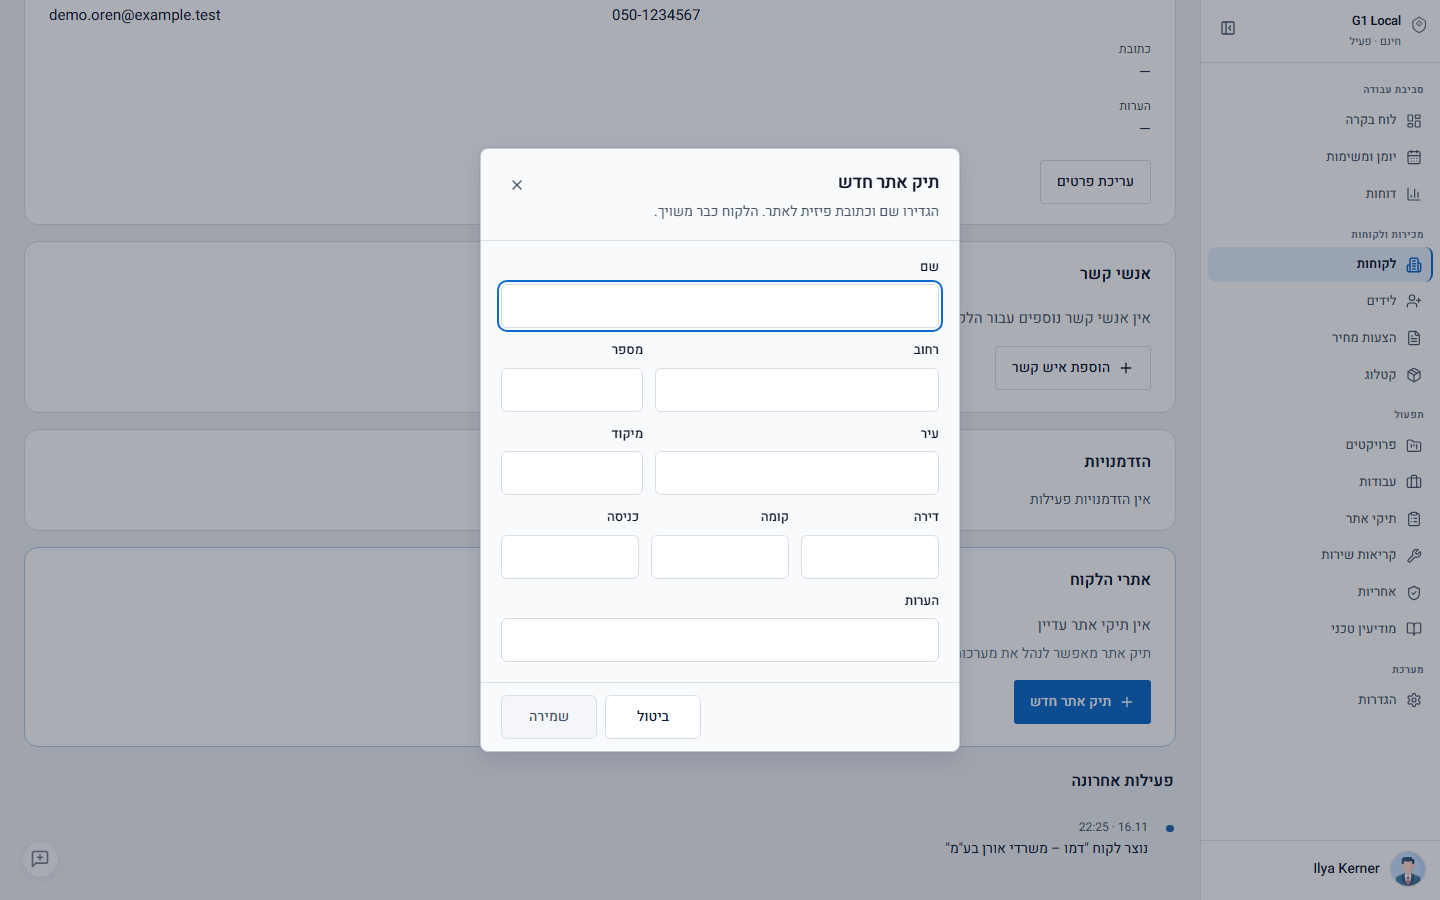 G1 Local
חינם · פעיל
סביבת עבודה
לוח בקרה
יומן ומשימות
דוחות
מכירות ולקוחות
לקוחות
לידים
הצעות מחיר
קטלוג
תפעול
פרויקטים
עבודות
תיקי אתר
קריאות שירות
אחריות
מודיעין טכני
מערכת
הגדרות
Ilya Kerner
050-1234567
demo.oren@example.test
כתובת
—
הערות
—
עריכת פרטים
אנשי קשר
אין אנשי קשר נוספים עבור
הוספת איש קשר
הזדמנויות
אין הזדמנויות פעילות
אתרי הלקוח
אין תיקי אתר עדיין
תיק אתר מאפשר לנהל את
תיק אתר חדש
פעילות אחרונה
16.11 · 22:25
נוצר לקוח "דמו – משרדי אורן בע"מ"
תיק אתר חדש
הגדירו שם וכתובת פיזית לאתר. הלקוח כבר משויך.
שם
רחוב
מספר
עיר
מיקוד
דירה
קומה
כניסה
הערות
ביטול
שמירה